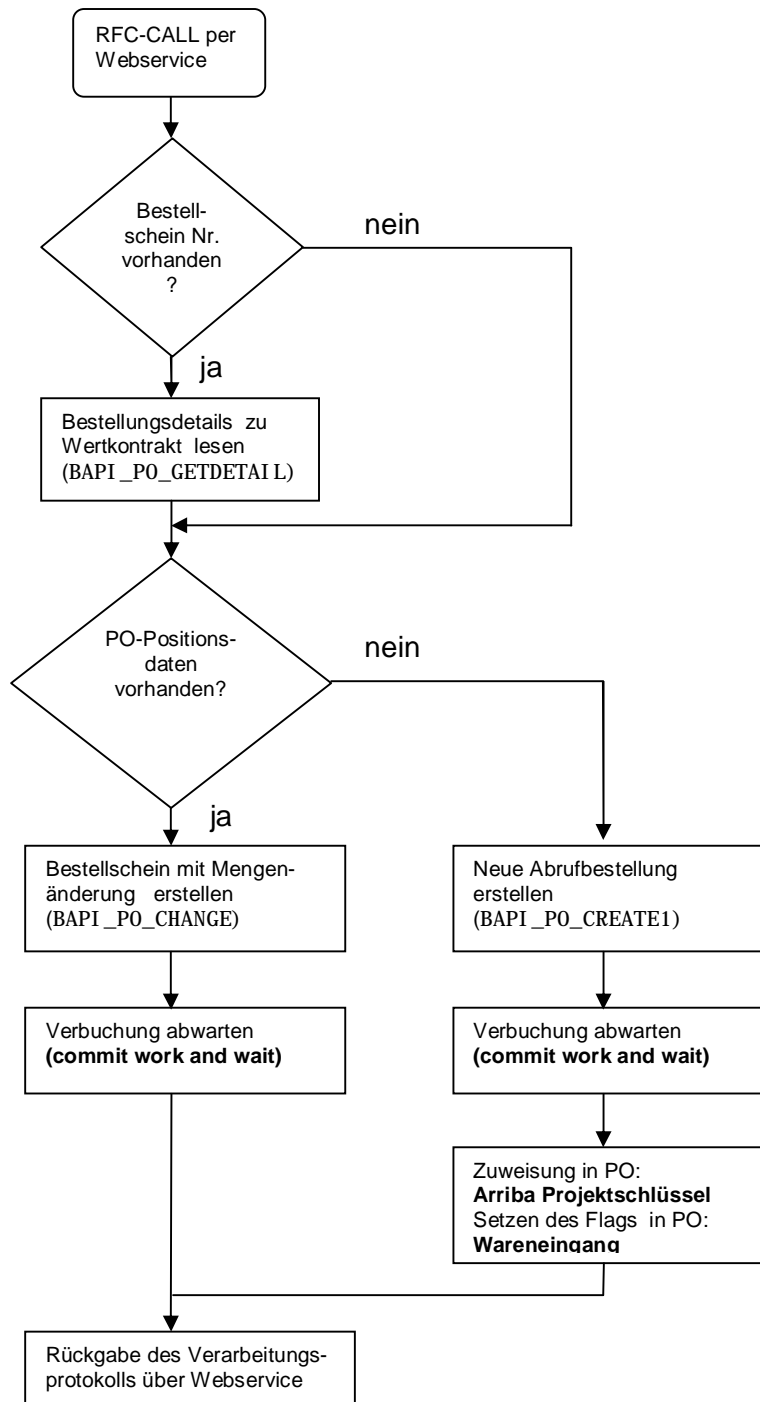 RFC-CALL per
Webservice
Bestell-
schein Nr.
vorhanden
?
nein
ja
Bestellungsdetails zu
Wertkontrakt lesen
(BAPI_PO_GETDETAIL)
PO-Positions-
daten
vorhanden?
nein
ja
Bestellschein mit Mengen-
änderung erstellen
(BAPI_PO_CHANGE)
Neue Abrufbestellung
erstellen
(BAPI_PO_CREATE1)
Verbuchung abwarten
(commit work and wait)
Verbuchung abwarten
(commit work and wait)
Zuweisung in PO:
Arriba Projektschlüssel
Setzen des Flags in PO:
Wareneingang
Rückgabe des Verarbeitungs-
protokolls über Webservice